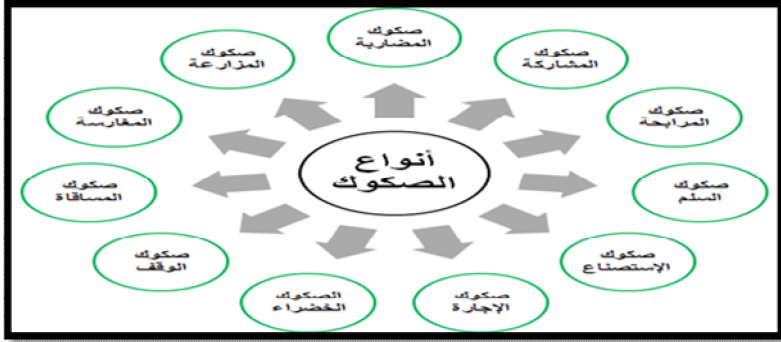 أنواع
الصكوك
صكوك
المضاربة
صكوك
المشاركة
صكوك
المرابحة
صكوك
السلم
صكوك
الإستصناع
صكوك
الإجارة
الصكوك
الخضراء
صكوك
الوقف
صكوك
المساقاة
صكوك
المغارسة
صكوك
المزارعة